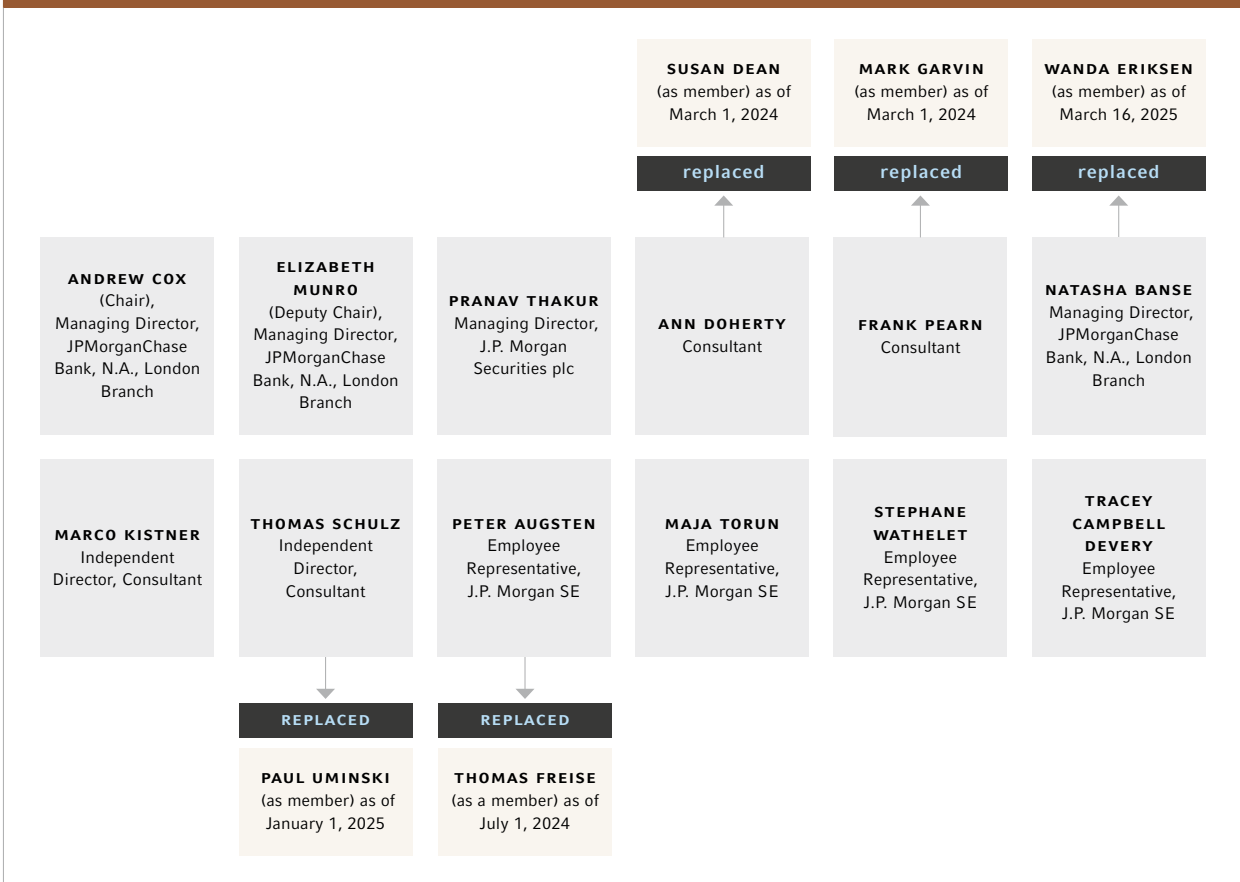 SUSAN DEAN
(as member) as of
March 1, 2024
MARK GARVIN
(as member) as of
March 1, 2024
WANDA ERIKSEN
(as member) as of
March 16, 2025
replaced
replaced
replaced
ANDREW COX
(Chair),
Managing Director,
JPMorganChase
Bank, N.A., London
Branch
ELIZABETH
MUNRO
(Deputy Chair),
Managing Director,
JPMorganChase
Bank, N.A., London
Branch
PRANAV THAKUR
Managing Director,
J.P. Morgan
Securities plc
ANN DOHERTY
Consultant
FRANK PEARN
Consultant
NATASHA BANSE
Managing Director,
JPMorganChase
Bank, N.A., London
Branch
MARCO KISTNER
Independent
Director, Consultant
THOMAS SCHULZ
Independent
Director,
Consultant
PETER AUGSTEN
Employee
Representative,
J.P. Morgan SE
MAJA TORUN
Employee
Representative,
J.P. Morgan SE
STEPHANE
WATHELET
Employee
Representative,
J.P. Morgan SE
TRACEY
CAMPBELL
DEVERY
Employee
Representative,
J.P. Morgan SE
REPLACED
REPLACED
PAUL UMINSKI
(as member) as of
January 1, 2025
THOMAS FREISE
(as a member) as of
July 1, 2024